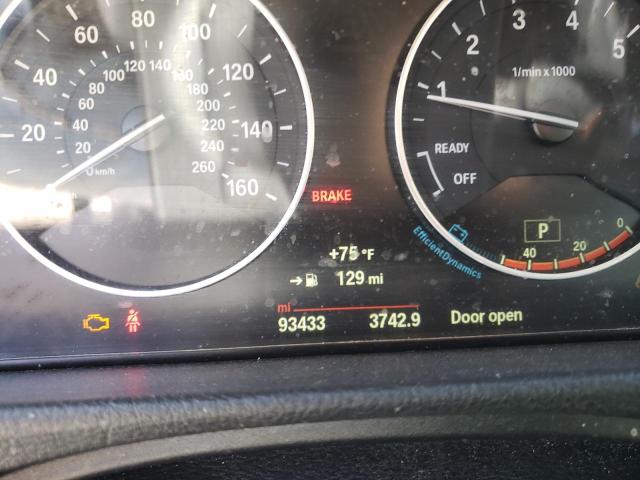 60 80 100
40 120
20 140
160
100 120 140 160
80 180
60 200
40 220
20 240
0 km/h 260
1 2 3 4 5
1/min x 1000
READY
OFF
BRAKE
P
40 20 0
EfficientDynamics
+75 °F
129 mi
mi
93433 3742.9 Door open